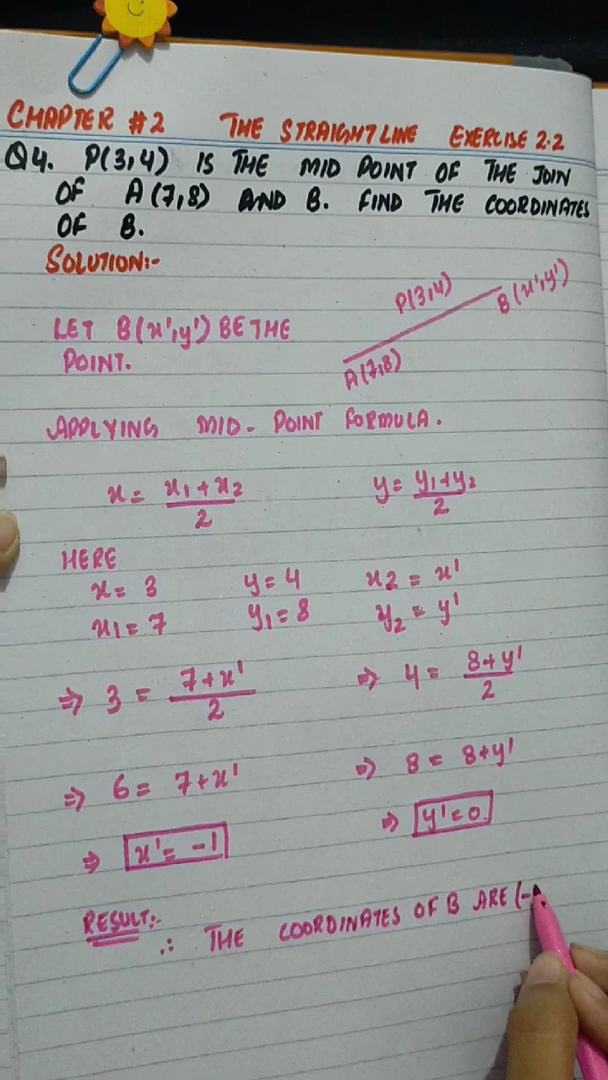 CHAPTER #2 THE STRAIGHT LINE EXERCISE 2.2
Q4. P(3,4) IS THE MID POINT OF THE JOIN
OF A(7,8) AND B. FIND THE COORDINATES
OF B.
SOLUTION:-
P(3,4) B(x',y')
LET B(x',y') BE THE
POINT.
A(7,8)
APPLYING MID-POINT FORMULA.
x = (x₁+x₂)/2 y = (y₁+y₂)/2
HERE
x = 3 y = 4 x2 = x'
x₁ = 7 y₁ = 8 y₂ = y'
⇒ 3 = (7+x')/2 ⇒ 4 = (8+y')/2
⇒ 6 = 7+x' ⇒ 8 = 8+y'
⇒ x' = -1 ⇒ y' = 0.
RESULT:-
∴ THE COORDINATES OF B ARE (-